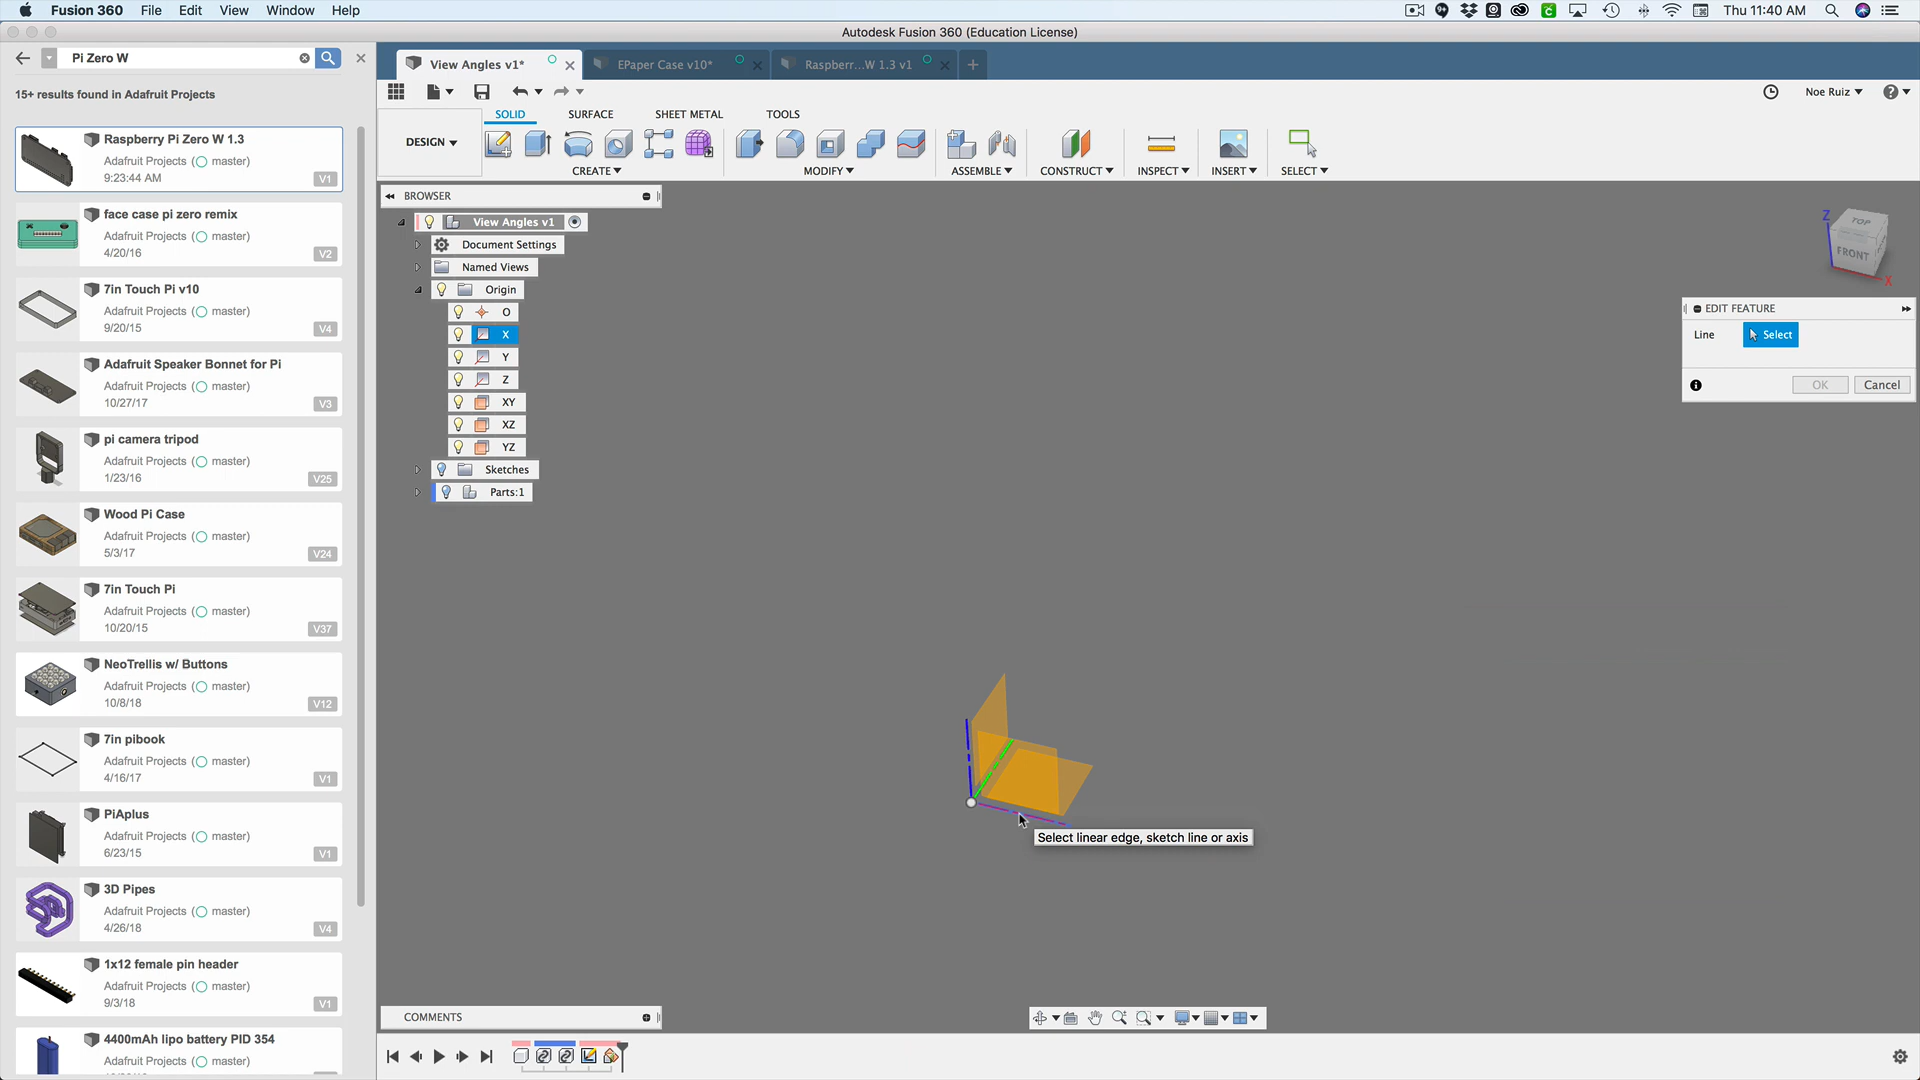 Fusion 360 File Edit View Window Help
Thu 11:40 AM
Autodesk Fusion 360 (Education License)
Pi Zero W
15+ results found in Adafruit Projects
Raspberry Pi Zero W 1.3
Adafruit Projects ( master)
9:23:44 AM
V1
face case pi zero remix
Adafruit Projects ( master)
4/20/16
V2
7in Touch Pi v10
Adafruit Projects ( master)
9/20/15
V4
Adafruit Speaker Bonnet for Pi
Adafruit Projects ( master)
10/27/17
V3
pi camera tripod
Adafruit Projects ( master)
1/23/16
V25
Wood Pi Case
Adafruit Projects ( master)
5/3/17
V24
7in Touch Pi
Adafruit Projects ( master)
10/20/15
V37
NeoTrellis w/ Buttons
Adafruit Projects ( master)
10/8/18
V12
7in pibook
Adafruit Projects ( master)
4/16/17
V1
PiAplus
Adafruit Projects ( master)
6/23/15
V1
3D Pipes
Adafruit Projects ( master)
4/26/18
V4
1x12 female pin header
Adafruit Projects ( master)
9/3/18
V1
4400mAh lipo battery PID 354
Adafruit Projects ( master)
View Angles v1*
EPaper Case v10*
Raspberr...W 1.3 v1
Noe Ruiz
DESIGN
SOLID SURFACE SHEET METAL TOOLS
CREATE MODIFY ASSEMBLE CONSTRUCT INSPECT INSERT SELECT
BROWSER
View Angles v1
Document Settings
Named Views
Origin
O
X
Y
Z
XY
XZ
YZ
Sketches
Parts:1
Z
TOP
FRONT
X
EDIT FEATURE
Line Select
OK Cancel
Select linear edge, sketch line or axis
COMMENTS